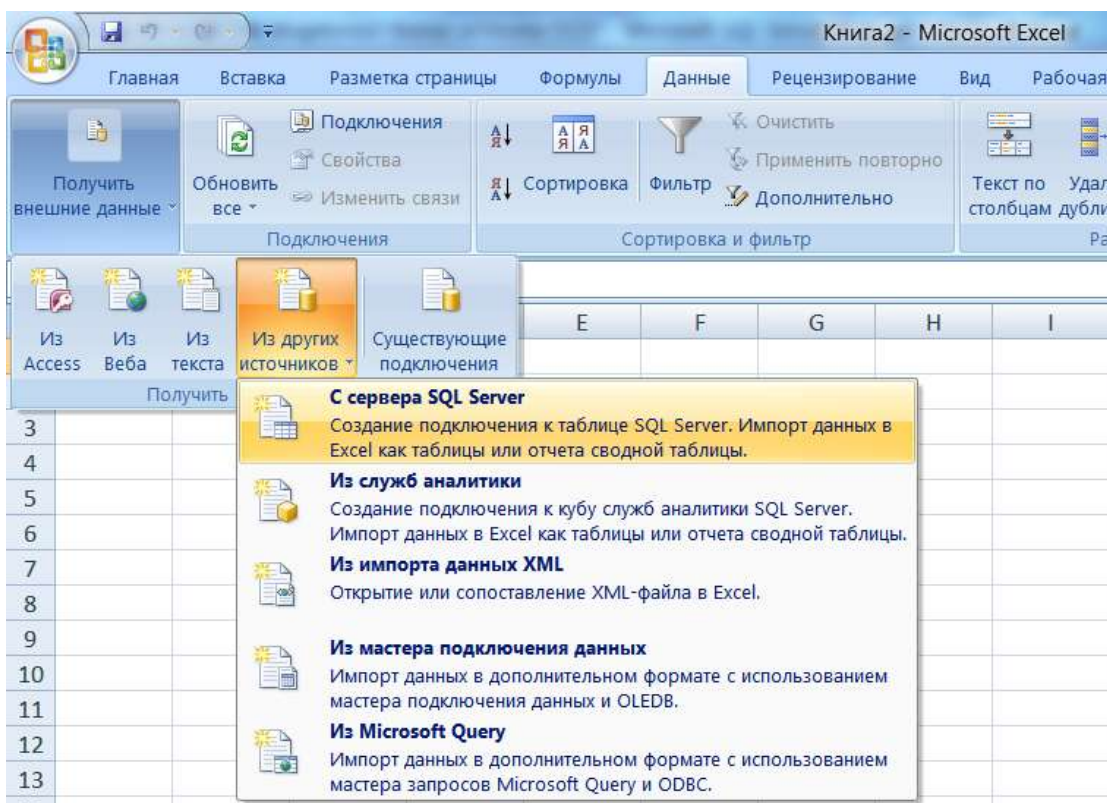 Книга2 - Microsoft Excel
Главная Вставка Разметка страницы Формулы Данные Рецензирование Вид Рабочая
Получить
внешние данные
Обновить
все
Подключения
Свойства
Изменить связи
Подключения
А
Я
Я
А
А Я
Я А
Сортировка
Фильтр
Очистить
Применить повторно
Дополнительно
Сортировка и фильтр
Текст по
столбцам
Удал
дубли
Ра
Из
Access
Из
Веба
Из
текста
Из других
источников
Существующие
подключения
Получить
E F G H I
С сервера SQL Server
Создание подключения к таблице SQL Server. Импорт данных в
Excel как таблицы или отчета сводной таблицы.
Из служб аналитики
Создание подключения к кубу служб аналитики SQL Server.
Импорт данных в Excel как таблицы или отчета сводной таблицы.
Из импорта данных XML
Открытие или сопоставление XML-файла в Excel.
Из мастера подключения данных
Импорт данных в дополнительном формате с использованием
мастера подключения данных и OLEDB.
Из Microsoft Query
Импорт данных в дополнительном формате с использованием
мастера запросов Microsoft Query и ODBC.
3
4
5
6
7
8
9
10
11
12
13